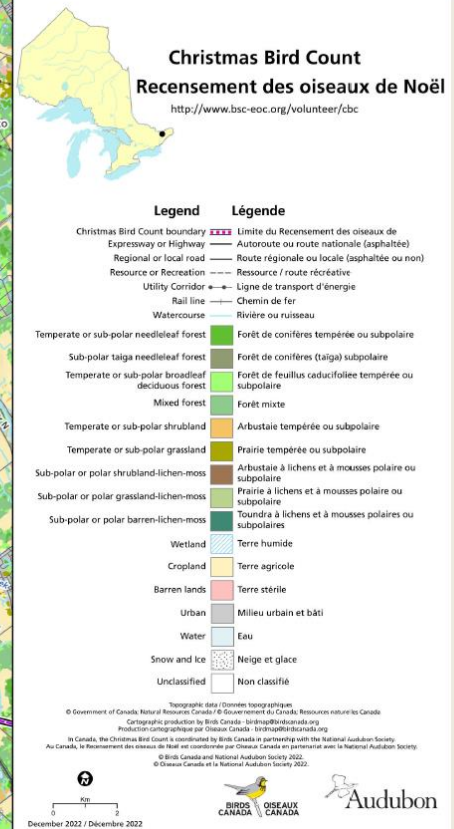 Christmas Bird Count
Recensement des oiseaux de Noël
http://www.bsc-eoc.org/volunteer/cbc
Legend Légende
Christmas Bird Count boundary Limite du Recensement des oiseaux de
Expressway or Highway Autoroute ou route nationale (asphaltée)
Regional or local road Route régionale ou locale (asphaltée ou non)
Resource or Recreation Ressource / route récréative
Utility Corridor Ligne de transport d'énergie
Rail line Chemin de fer
Watercourse Rivière ou ruisseau
Temperate or sub-polar needleleaf forest Forêt de conifères tempérée ou subpolaire
Sub-polar taiga needleleaf forest Forêt de conifères (taïga) subpolaire
Temperate or sub-polar broadleaf
deciduous forest
Forêt de feuillus caducifoliee tempérée ou
subpolaire
Mixed forest Forêt mixte
Temperate or sub-polar shrubland Arbustaie tempérée ou subpolaire
Temperate or sub-polar grassland Prairie tempérée ou subpolaire
Sub-polar or polar shrubland-lichen-moss
Arbustaie à lichens et à mousses polaire ou
subpolaire
Sub-polar or polar grassland-lichen-moss
Prairie à lichens et à mousses polaire ou
subpolaire
Sub-polar or polar barren-lichen-moss
Toundra à lichens et à mousses polaires ou
subpolaires
Wetland Terre humide
Cropland Terre agricole
Barren lands Terre stérile
Urban Milieu urbain et bâti
Water Eau
Snow and Ice Neige et glace
Unclassified Non classifié
Topographic data / Données topographiques
© Government of Canada; Natural Resources Canada / © Gouvernement du Canada; Ressources naturelles Canada
Cartographic production by Birds Canada - birdmap@birdscanada.org
Production cartographique par Oiseaux Canada - birdmap@birdscanada.org
In Canada, the Christmas Bird Count is coordinated by Birds Canada in partnership with the National Audubon Society.
Au Canada, le Recensement des oiseaux de Noël est coordonnée par Oiseaux Canada en partenariat avec la National Audubon Society.
© Birds Canada and National Audubon Society 2022.
© Oiseaux Canada et la National Audubon Society 2022.
Km
0 2
December 2022 / Décembre 2022
BIRDS OISEAUX
CANADA CANADA
Audubon